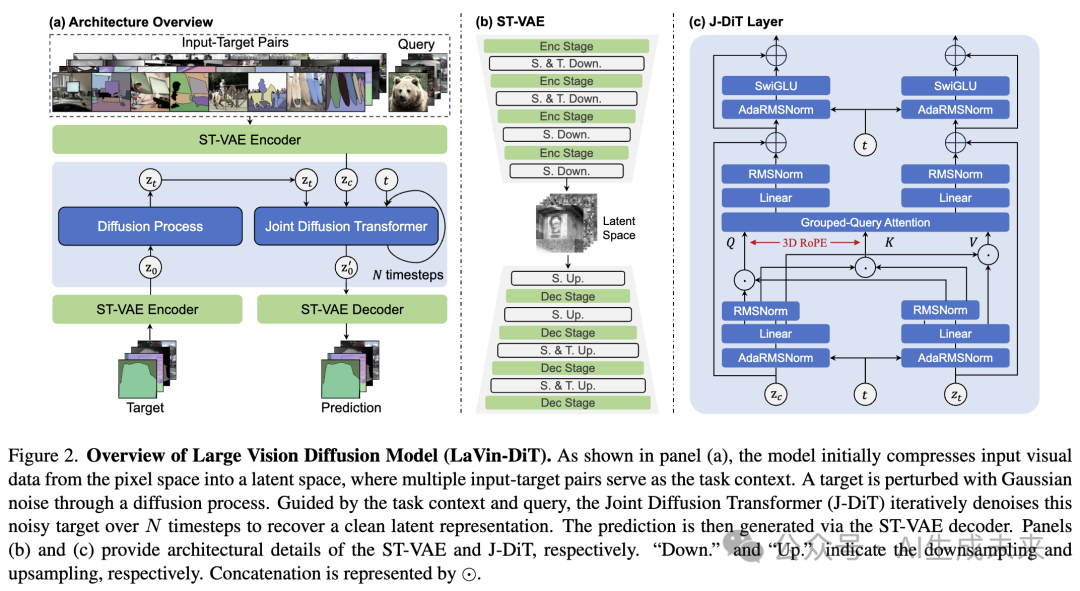 (a) Architecture Overview
Input-Target Pairs
Query
ST-VAE Encoder
z_t
z_t
z_c
t
Diffusion Process
Joint Diffusion Transformer
N timesteps
z_0
z_0'
ST-VAE Encoder
ST-VAE Decoder
Target
Prediction
(b) ST-VAE
Enc Stage
S. & T. Down.
Enc Stage
S. & T. Down.
Enc Stage
S. Down.
Enc Stage
S. Down.
Latent
Space
S. Up.
Dec Stage
S. Up.
Dec Stage
S. & T. Up.
Dec Stage
S. & T. Up.
Dec Stage
(c) J-DiT Layer
SwiGLU
SwiGLU
AdaRMSNorm
AdaRMSNorm
t
RMSNorm
RMSNorm
Linear
Linear
Grouped-Query Attention
Q
3D RoPE
K
V
RMSNorm
RMSNorm
Linear
Linear
AdaRMSNorm
AdaRMSNorm
z_c
t
z_t
Figure 2. Overview of Large Vision Diffusion Model (LaVin-DiT). As shown in panel (a), the model initially compresses input visual
data from the pixel space into a latent space, where multiple input-target pairs serve as the task context. A target is perturbed with Gaussian
noise through a diffusion process. Guided by the task context and query, the Joint Diffusion Transformer (J-DiT) iteratively denoises this
noisy target over N timesteps to recover a clean latent representation. The prediction is then generated via the ST-VAE decoder. Panels
(b) and (c) provide architectural details of the ST-VAE and J-DiT, respectively. “Down.” and “Up.” indicate the downsampling and
upsampling, respectively. Concatenation is represented by ⊙.
公众号 · AI生成未来